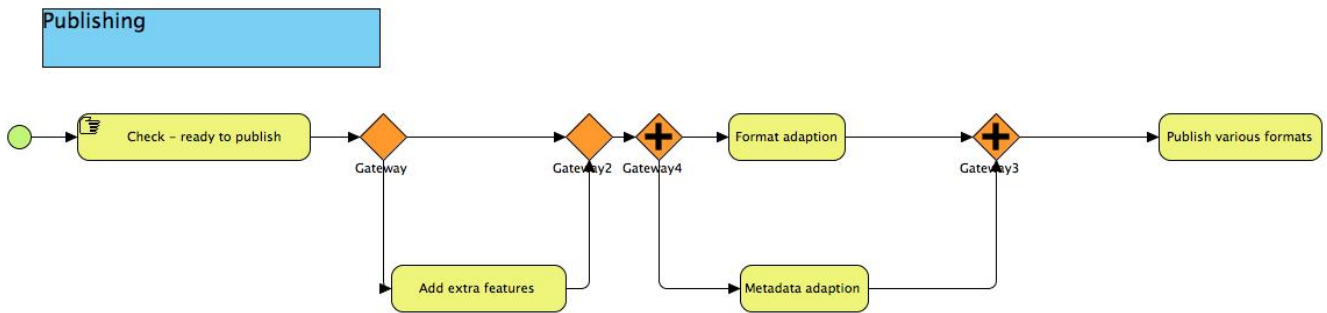 Publishing
Check – ready to publish
Format adaption
Publish various formats
Gateway
Gateway2
Gateway4
Gateway3
Add extra features
Metadata adaption